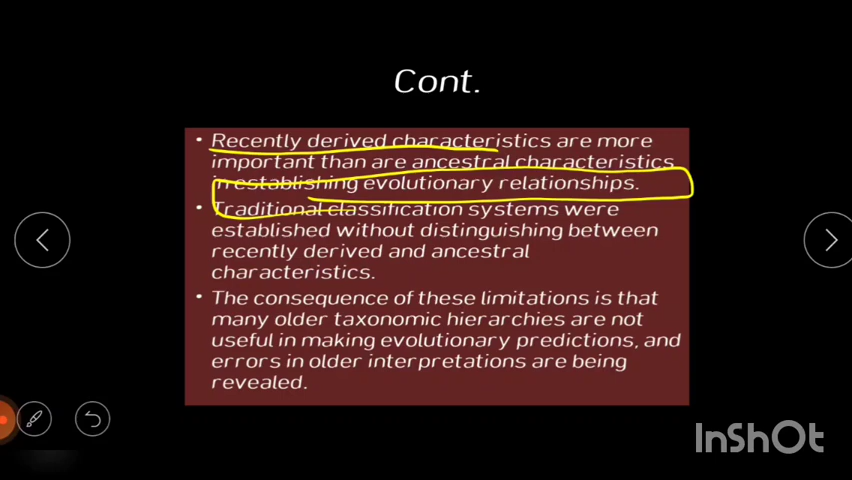 Cont.
• Recently derived characteristics are more
important than are ancestral characteristics
in establishing evolutionary relationships.
• Traditional classification systems were
established without distinguishing between
recently derived and ancestral
characteristics.
• The consequence of these limitations is that
many older taxonomic hierarchies are not
useful in making evolutionary predictions, and
errors in older interpretations are being
revealed.
INSHOT